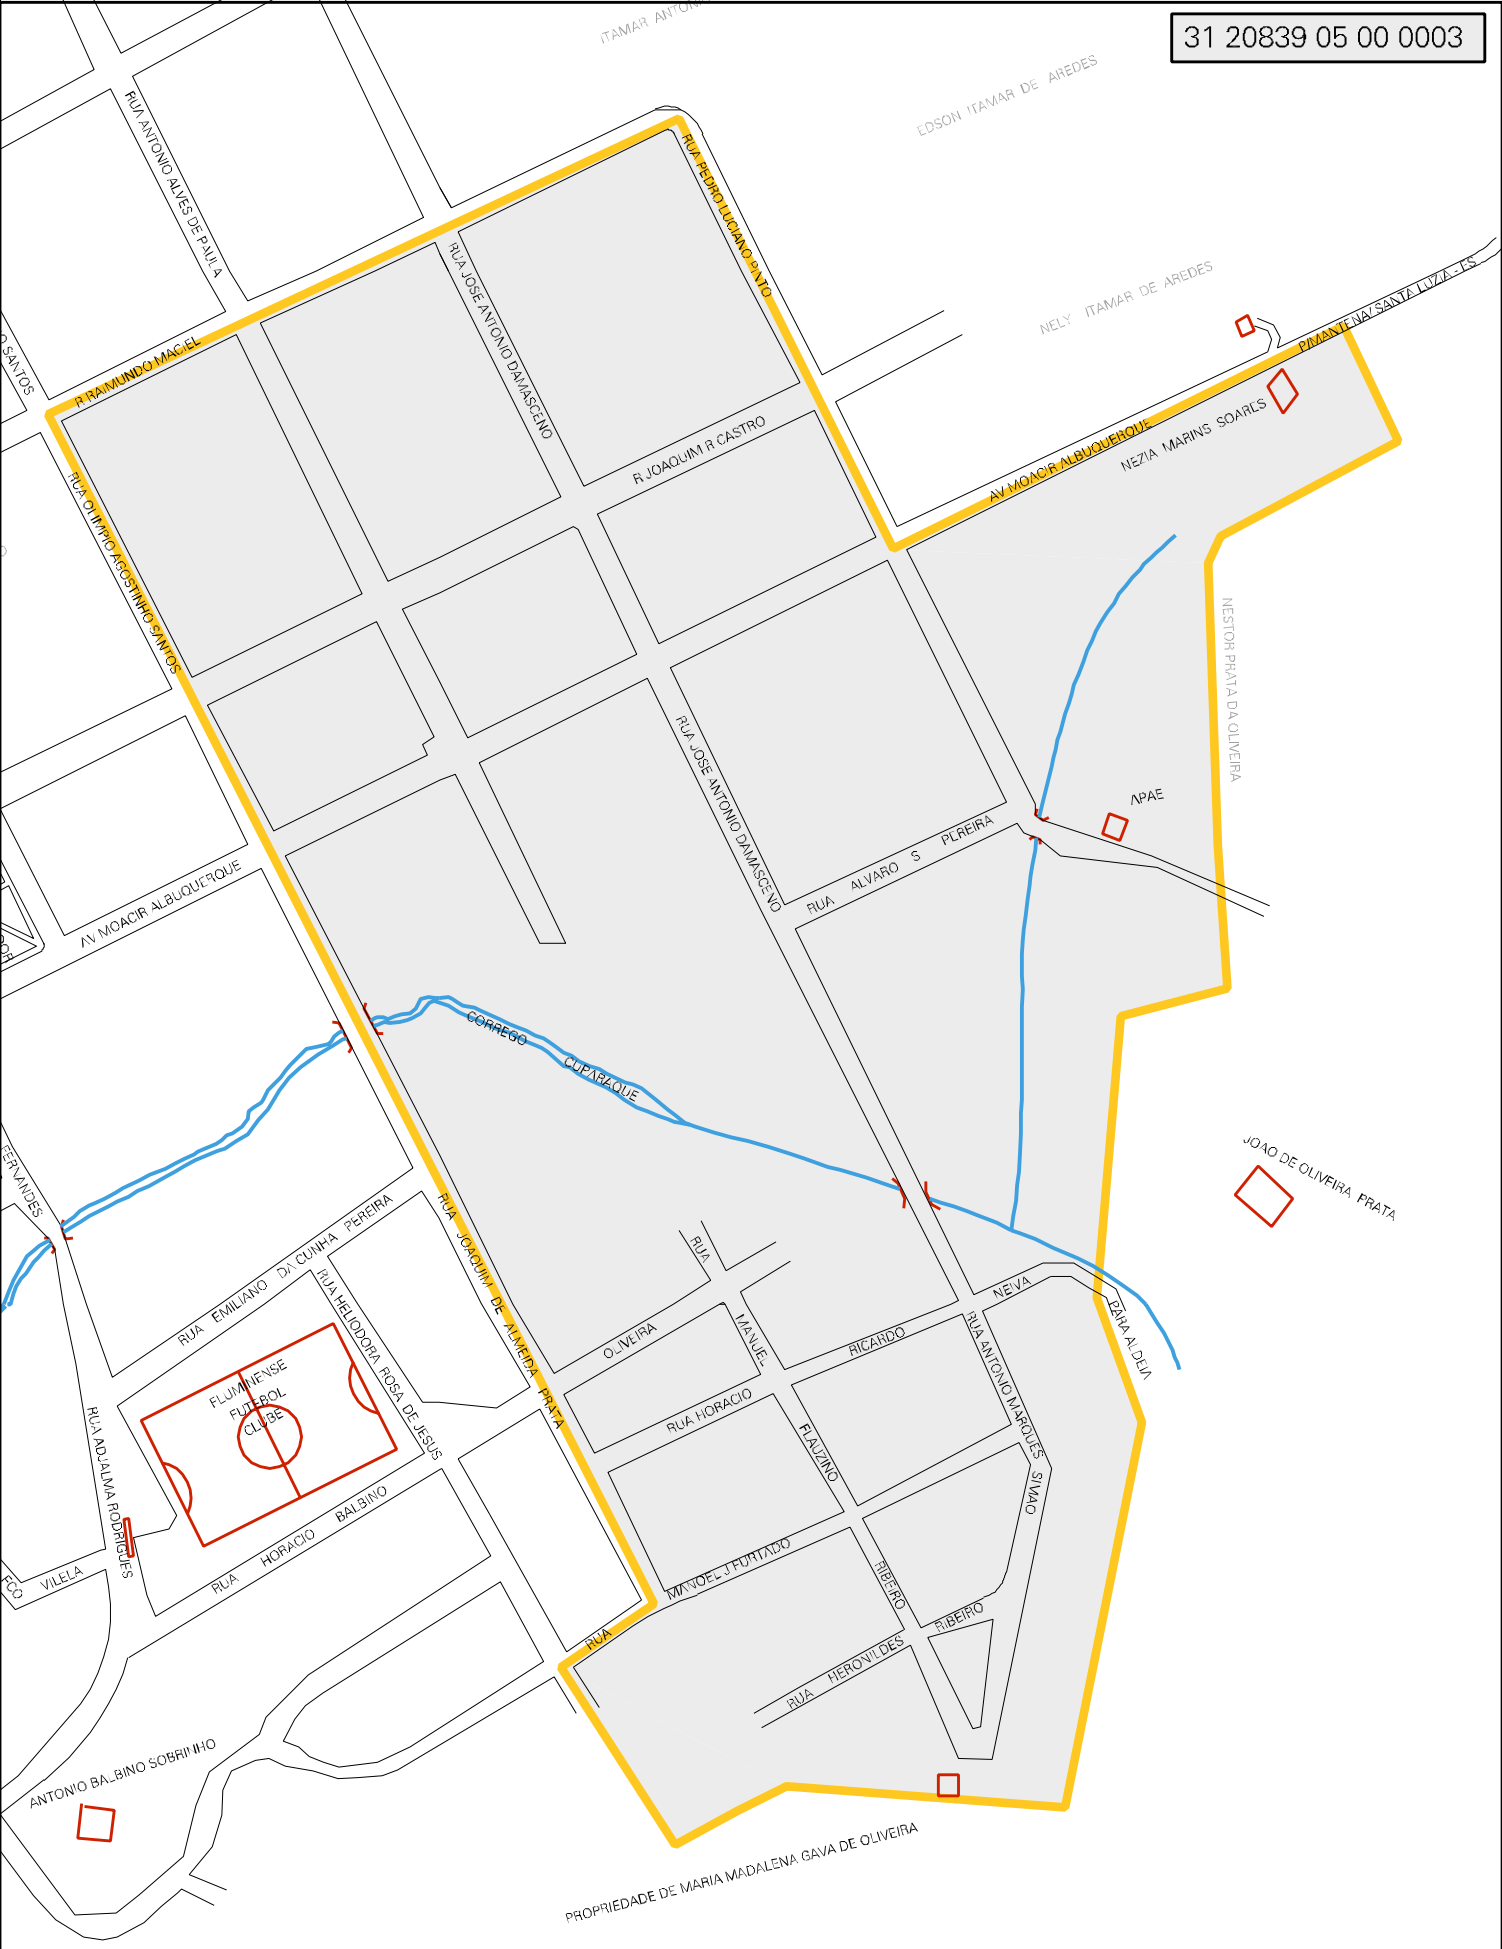 ITAMAR ANTONI
31 20839 05 00 0003
EDSON ITAMAR DE AREDES
RUA ANTONIO ALVES DE PAULA
RUA PEDRO LUCIANO PINTO
NELY ITAMAR DE AREDES
P/MANTENA/SANTA LUZIA - ES
RUA JOSE ANTONIO DAMASCENO
R RAIMUNDO MACIEL
O SANTOS
R JOAQUIM R CASTRO
AV MOACIR ALBUQUERQUE
NEZIA MARINS SOARES
RUA OLIMPIO AGOSTINHO SANTOS
NESTOR PRATA DA OLIVEIRA
RUA JOSE ANTONIO DAMASCENO
APAE
RUA ALVARO S PEREIRA
AV MOACIR ALBUQUERQUE
CORREGO
CUPARAQUE
FERNANDES
JOAO DE OLIVEIRA PRATA
RUA EMILIANO DA CUNHA PEREIRA
RUA JOAQUIM DE ALMEIDA PRATA
RUA
OLIVEIRA
MANUEL
RICARDO
NEIVA
PARA ALDEIA
RUA HELIODORA ROSA DE JESUS
FLUMINENSE
FUTEBOL
CLUBE
RUA ANTONIO MARQUES SIMAO
RUA HORACIO
FLAUZINO
RUA ADJALMA RODRIGUES
RUA HORACIO BALBINO
FCO VILELA
MANOEL J FURTADO
RIBEIRO
RUA
RUA HERONILDES RIBEIRO
ANTONIO BALBINO SOBRINHO
PROPRIEDADE DE MARIA MADALENA GAVA DE OLIVEIRA